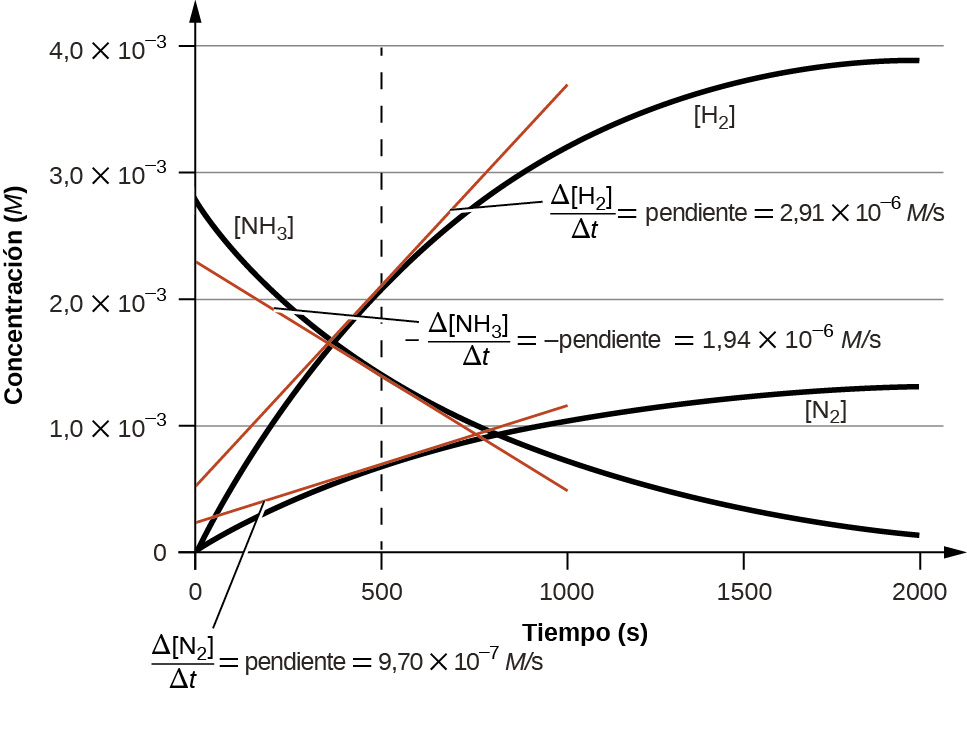 4,0 × 10⁻³
[H₂]
3,0 × 10⁻³
Δ[H₂]
Δt
= pendiente = 2,91 × 10⁻⁶ M/s
[NH₃]
2,0 × 10⁻³
– Δ[NH₃]
Δt
= –pendiente = 1,94 × 10⁻⁶ M/s
Concentración (M)
[N₂]
1,0 × 10⁻³
0
0 500 1000 1500 2000
Tiempo (s)
Δ[N₂]
Δt
= pendiente = 9,70 × 10⁻⁷ M/s